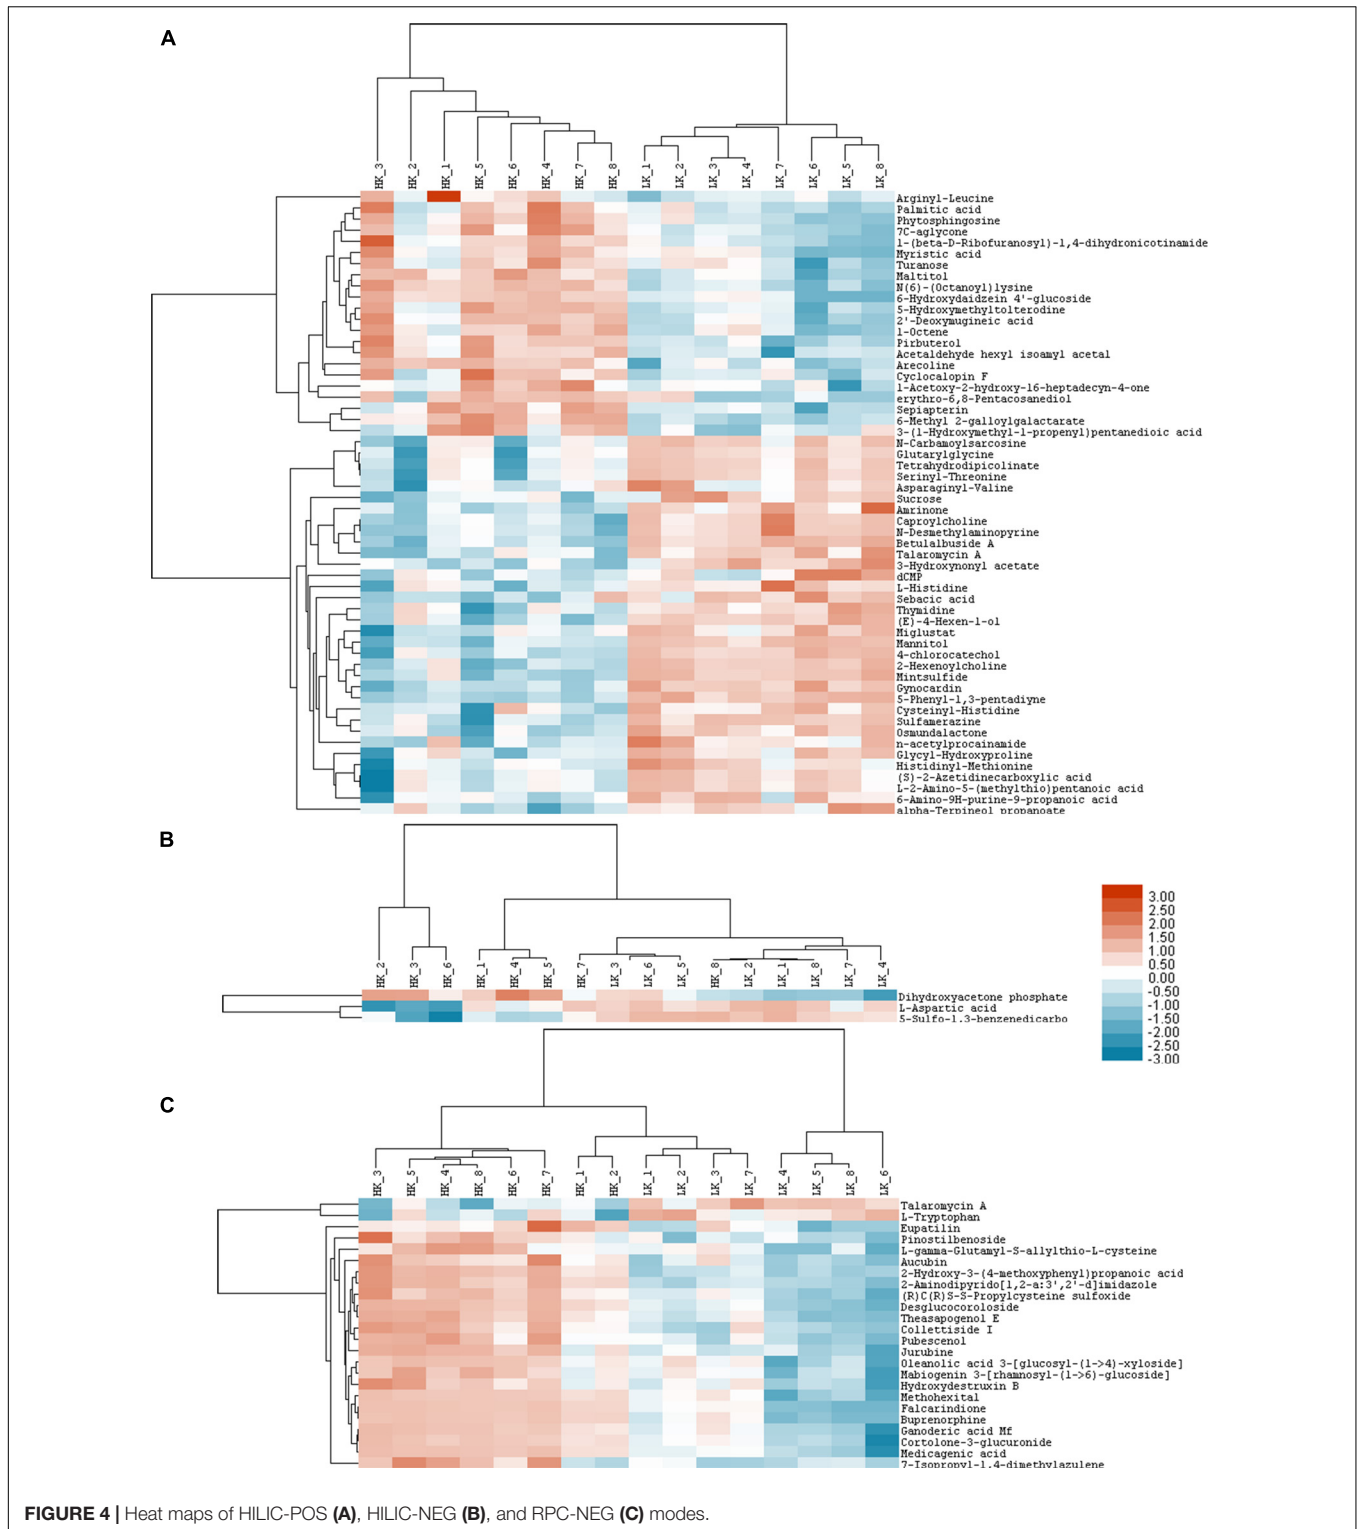 A
HK_3 HK_2 HK_1 HK_5 HK_6 HK_4 HK_7 HK_8 LK_1 LK_2 LK_3 LK_4 LK_7 LK_6 LK_5 LK_8
Arginyl-Leucine
Palmitic acid
Phytosphingosine
7C-aglycone
1-(beta-D-Ribofuranosyl)-1,4-dihydronicotinamide
Myristic acid
Turanose
Maltitol
N(6)-(Octanoyl)lysine
6-Hydroxydaidzein 4'-glucoside
5-Hydroxymethyltolterodine
2'-Deoxymugineic acid
1-Octene
Pirbuterol
Acetaldehyde hexyl isoamyl acetal
Arecoline
Cyclocalopin F
1-Acetoxy-2-hydroxy-16-heptadecyn-4-one
erythro-6,8-Pentacosanediol
Sepiapterin
6-Methyl 2-galloylgalactarate
3-(1-Hydroxymethyl-1-propenyl)pentanedioic acid
N-Carbamoylsarcosine
Glutarylglycine
Tetrahydrodipicolinate
Serinyl-Threonine
Asparaginyl-Valine
Sucrose
Amrinone
Caproylcholine
N-Desmethylaminopyrine
Betulalbuside A
Talaromycin A
3-Hydroxynonyl acetate
dCMP
L-Histidine
Sebacic acid
Thymidine
(E)-4-Hexen-1-ol
Miglustat
Mannitol
4-chlorocatechol
2-Hexenoylcholine
Mintsulfide
Gynocardin
5-Phenyl-1,3-pentadiyne
Cysteinyl-Histidine
Sulfamerazine
Osmundalactone
n-acetylprocainamide
Glycyl-Hydroxyproline
Histidinyl-Methionine
(S)-2-Azetidinecarboxylic acid
L-2-Amino-5-(methylthio)pentanoic acid
6-Amino-9H-purine-9-propanoic acid
alpha-Terpineol propanoate
B
HK_2 HK_3 HK_6 HK_1 HK_4 HK_5 HK_7 LK_3 LK_6 LK_5 HK_8 LK_2 LK_1 LK_8 LK_7 LK_4
Dihydroxyacetone phosphate
L-Aspartic acid
5-Sulfo-1,3-benzenedicarbo
3.00
2.50
2.00
1.50
1.00
0.50
0.00
-0.50
-1.00
-1.50
-2.00
-2.50
-3.00
C
HK_3 HK_5 HK_4 HK_8 HK_6 HK_7 HK_1 HK_2 LK_1 LK_2 LK_3 LK_7 LK_4 LK_5 LK_8 LK_6
Talaromycin A
L-Tryptophan
Eupatilin
Pinostilbenoside
L-gamma-Glutamyl-S-allylthio-L-cysteine
Aucubin
2-Hydroxy-3-(4-methoxyphenyl)propanoic acid
2-Aminodipyrido[1,2-a:3',2'-d]imidazole
(R)C(R)S-S-Propylcysteine sulfoxide
Desglucocoroloside
Theasapogenol E
Collettiside I
Pubescenol
Jurubine
Oleanolic acid 3-[glucosyl-(1->4)-xyloside]
Mabiogenin 3-[rhamnosyl-(1->6)-glucoside]
Hydroxydestruxin B
Methohexital
Falcarindione
Buprenorphine
Ganoderic acid Mf
Cortolone-3-glucuronide
Medicagenic acid
7-Isopropyl-1,4-dimethylazulene
FIGURE 4 | Heat maps of HILIC-POS (A), HILIC-NEG (B), and RPC-NEG (C) modes.